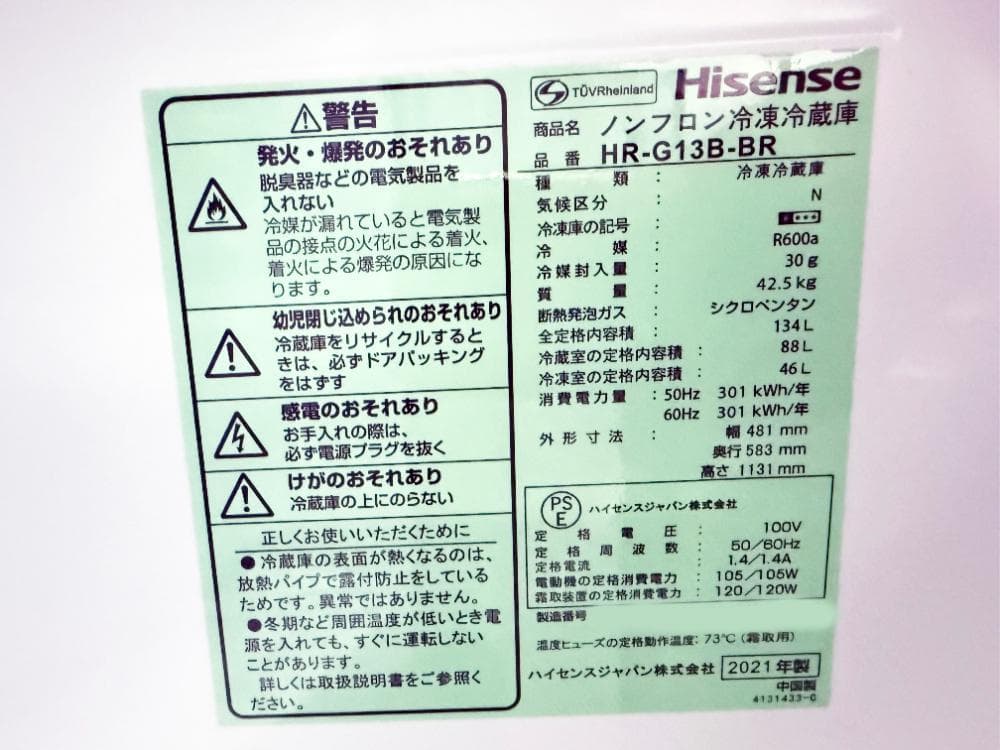 警告
発火・爆発のおそれあり
脱臭器などの電気製品を
入れない
冷媒が漏れていると電気製
品の接点の火花による着火、
着火による爆発の原因にな
ります。
幼児閉じ込められのおそれあり
冷蔵庫をリサイクルすると
きは、必ずドアパッキング
をはずす
感電のおそれあり
お手入れの際は、
必ず電源プラグを抜く
けがのおそれあり
冷蔵庫の上にのらない
正しくお使いいただくために
●冷蔵庫の表面が熱くなるのは、
放熱パイプで露付防止をしている
ためです。異常ではありません。
●冬期など周囲温度が低いとき電
源を入れても、すぐに運転しない
ことがあります。
詳しくは取扱説明書をご参照く
ださい。
TÜVRheinland Hisense
商品名 ノンフロン冷凍冷蔵庫
品番 HR-G13B-BR
種類 : 冷凍冷蔵庫
気候区分 : N
冷凍庫の記号 :
冷媒 : R600a
冷媒封入量 : 30g
質量 : 42.5kg
断熱発泡ガス : シクロペンタン
全定格内容積 : 134L
冷蔵室の定格内容積 : 88L
冷凍室の定格内容積 : 46L
消費電力量 : 50Hz 301 kWh/年
60Hz 301 kWh/年
外形寸法 : 幅 481 mm
奥行 583 mm
高さ 1131 mm
PSE ハイセンスジャパン株式会社
定格電圧 : 100V
定格周波数 : 50/60Hz
定格電流 : 1.4/1.4A
電動機の定格消費電力 : 105/105W
霜取装置の定格消費電力 : 120/120W
製造番号
温度ヒューズの定格動作温度: 73℃(霜取用)
ハイセンスジャパン株式会社 2021年製
中国製
4131433-C